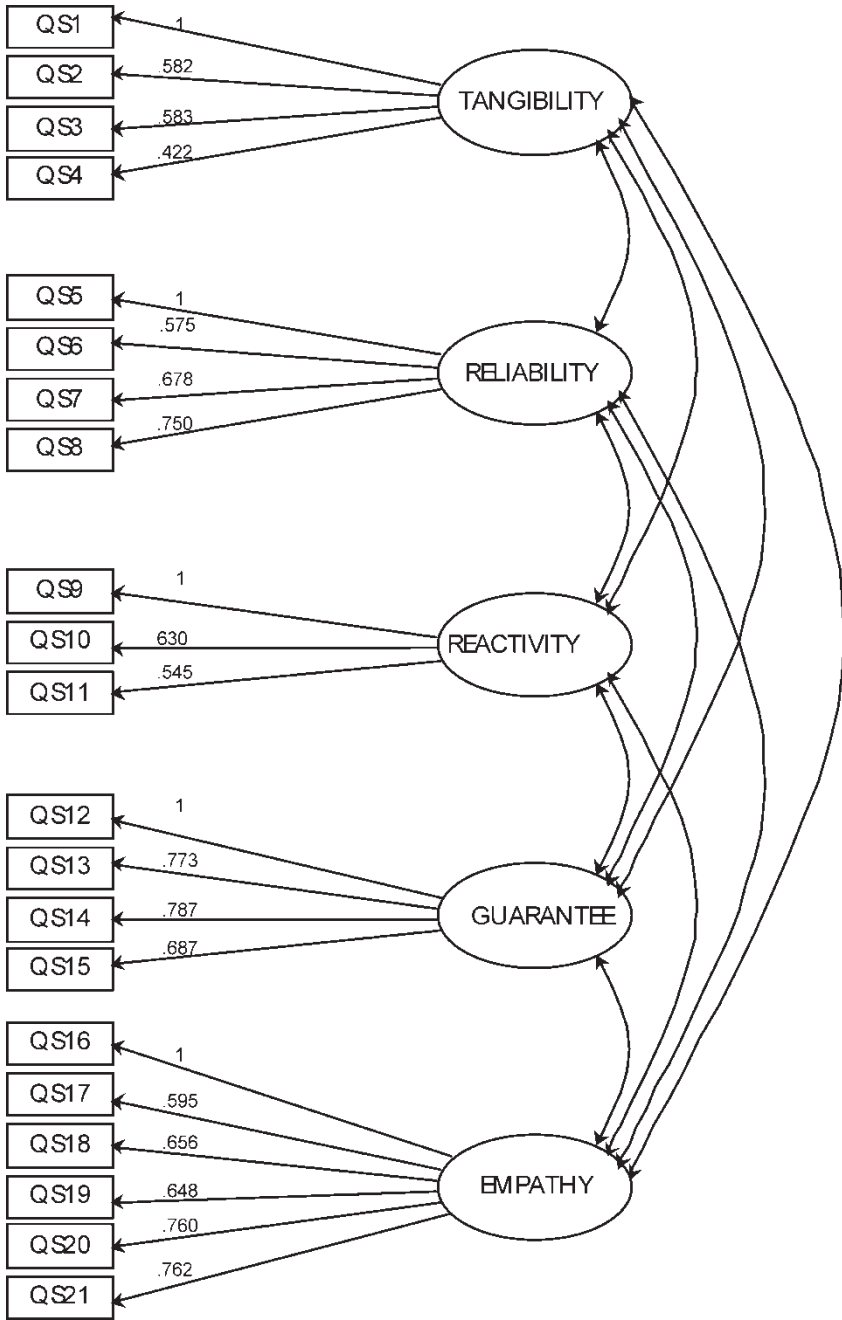 QS1
1
QS2
.582
TANGIBILITY
QS3
.583
QS4
.422
QS5
1
QS6
.575
RELIABILITY
QS7
.678
QS8
.750
QS9
1
QS10
630
REACTIVITY
QS11
.545
QS12
1
QS13
.773
QS14
.787
GUARANTEE
QS15
.687
QS16
1
QS17
.595
QS18
.656
QS19
.648
EMPATHY
QS20
.760
QS21
.762